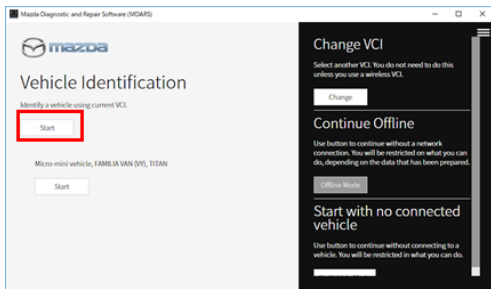 Mazda Diagnostic and Repair Software (MDARS)
mazda
Vehicle Identification
Identify a vehicle using current VCI.
Start
Micro-mini vehicle, FAMILIA VAN (VY), TITAN
Start
Change VCI
Select another VCI. You do not need to do this
unless you use a wireless VCI.
Change
Continue Offline
Use button to continue without a network
connection. You will be restricted on what you can
do, depending on the data that has been prepared.
Offline Mode
Start with no connected
vehicle
Use button to continue without connecting to a
vehicle. You will be restricted in what you can do.